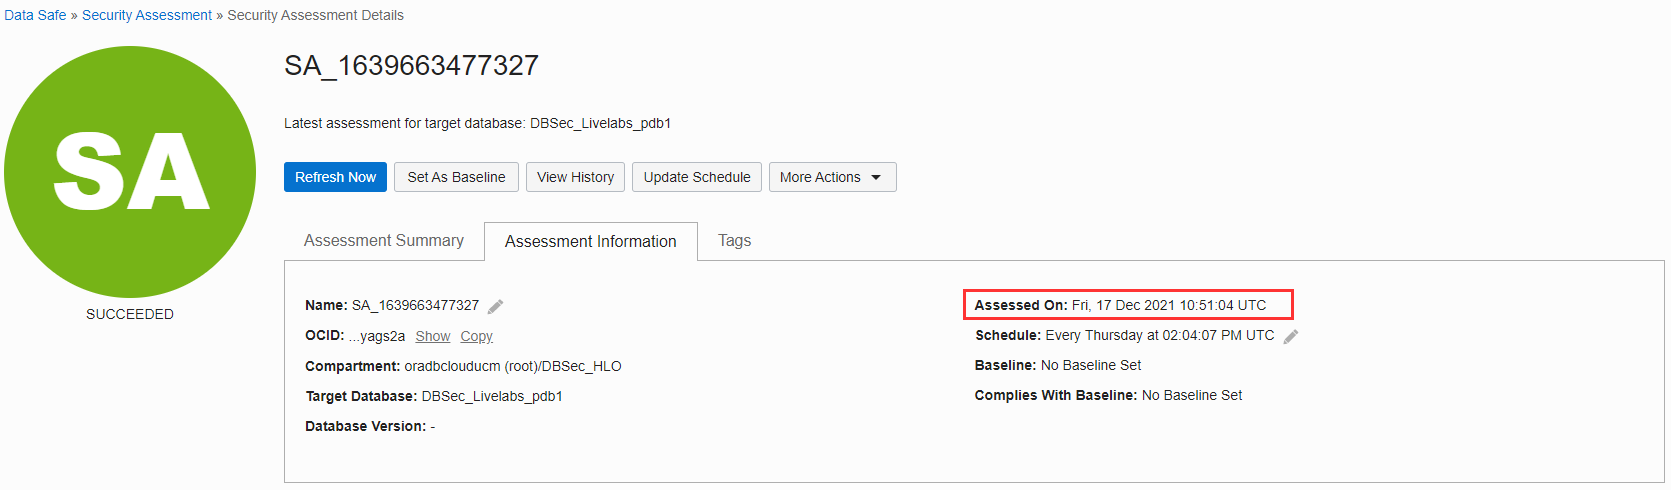 Data Safe » Security Assessment » Security Assessment Details
SA
SUCCEEDED
SA_1639663477327
Latest assessment for target database: DBSec_Livelabs_pdb1
Refresh Now Set As Baseline View History Update Schedule More Actions
Assessment Summary Assessment Information Tags
Name: SA_1639663477327
OCID: ...yags2a Show Copy
Compartment: oradbclouducm (root)/DBSec_HLO
Target Database: DBSec_Livelabs_pdb1
Database Version: -
Assessed On: Fri, 17 Dec 2021 10:51:04 UTC
Schedule: Every Thursday at 02:04:07 PM UTC
Baseline: No Baseline Set
Complies With Baseline: No Baseline Set